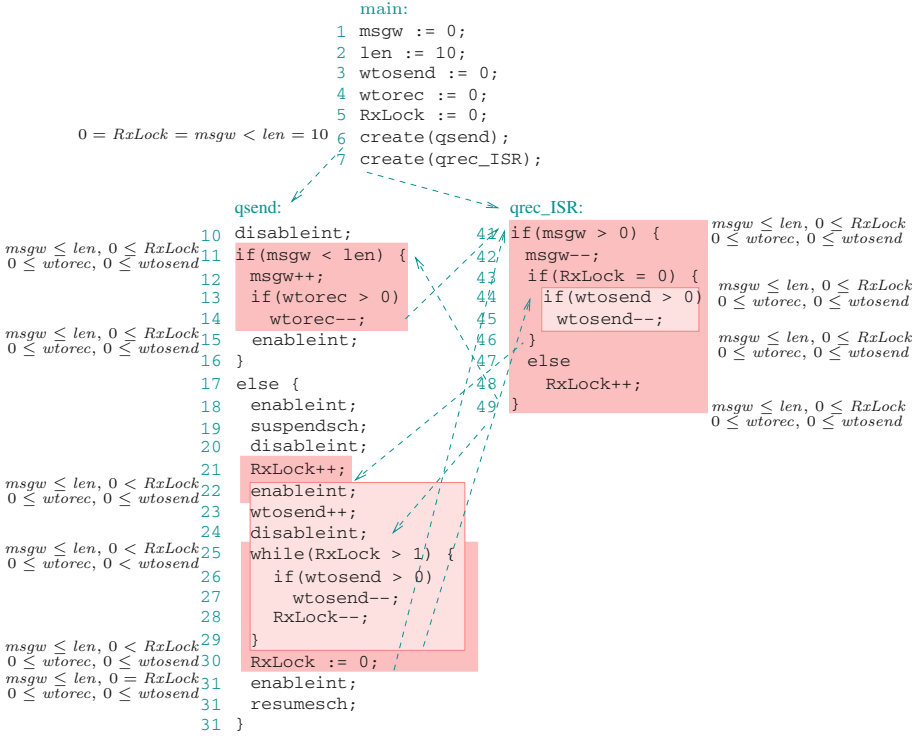 main:
1 msgw := 0;
2 len := 10;
3 wtosend := 0;
4 wtorec := 0;
5 RxLock := 0;
0 = RxLock = msgw < len = 10 6 create(qsend);
7 create(qrec_ISR);
qsend:
10 disableint;
msgw ≤ len, 0 ≤ RxLock
0 ≤ wtorec, 0 ≤ wtosend
11 if(msgw < len) {
12 msgw++;
13 if(wtorec > 0)
14 wtorec--;
msgw ≤ len, 0 ≤ RxLock
0 ≤ wtorec, 0 ≤ wtosend
15 enableint;
16 }
17 else {
18 enableint;
19 suspendsch;
20 disableint;
21 RxLock++;
msgw ≤ len, 0 < RxLock
0 ≤ wtorec, 0 ≤ wtosend
22 enableint;
23 wtosend++;
24 disableint;
msgw ≤ len, 0 < RxLock
0 ≤ wtorec, 0 < wtosend
25 while(RxLock > 1) {
26 if(wtosend > 0)
27 wtosend--;
28 RxLock--;
29 }
msgw ≤ len, 0 < RxLock
0 ≤ wtorec, 0 ≤ wtosend
30 RxLock := 0;
msgw ≤ len, 0 = RxLock
0 ≤ wtorec, 0 ≤ wtosend
31 enableint;
31 resumesch;
31 }
qrec_ISR:
41 if(msgw > 0) {
msgw ≤ len, 0 ≤ RxLock
0 ≤ wtorec, 0 ≤ wtosend
42 msgw--;
43 if(RxLock = 0) {
44 if(wtosend > 0)
msgw ≤ len, 0 ≤ RxLock
0 ≤ wtorec, 0 ≤ wtosend
45 wtosend--;
46 }
msgw ≤ len, 0 ≤ RxLock
0 ≤ wtorec, 0 ≤ wtosend
47 else
48 RxLock++;
49 }
msgw ≤ len, 0 ≤ RxLock
0 ≤ wtorec, 0 ≤ wtosend